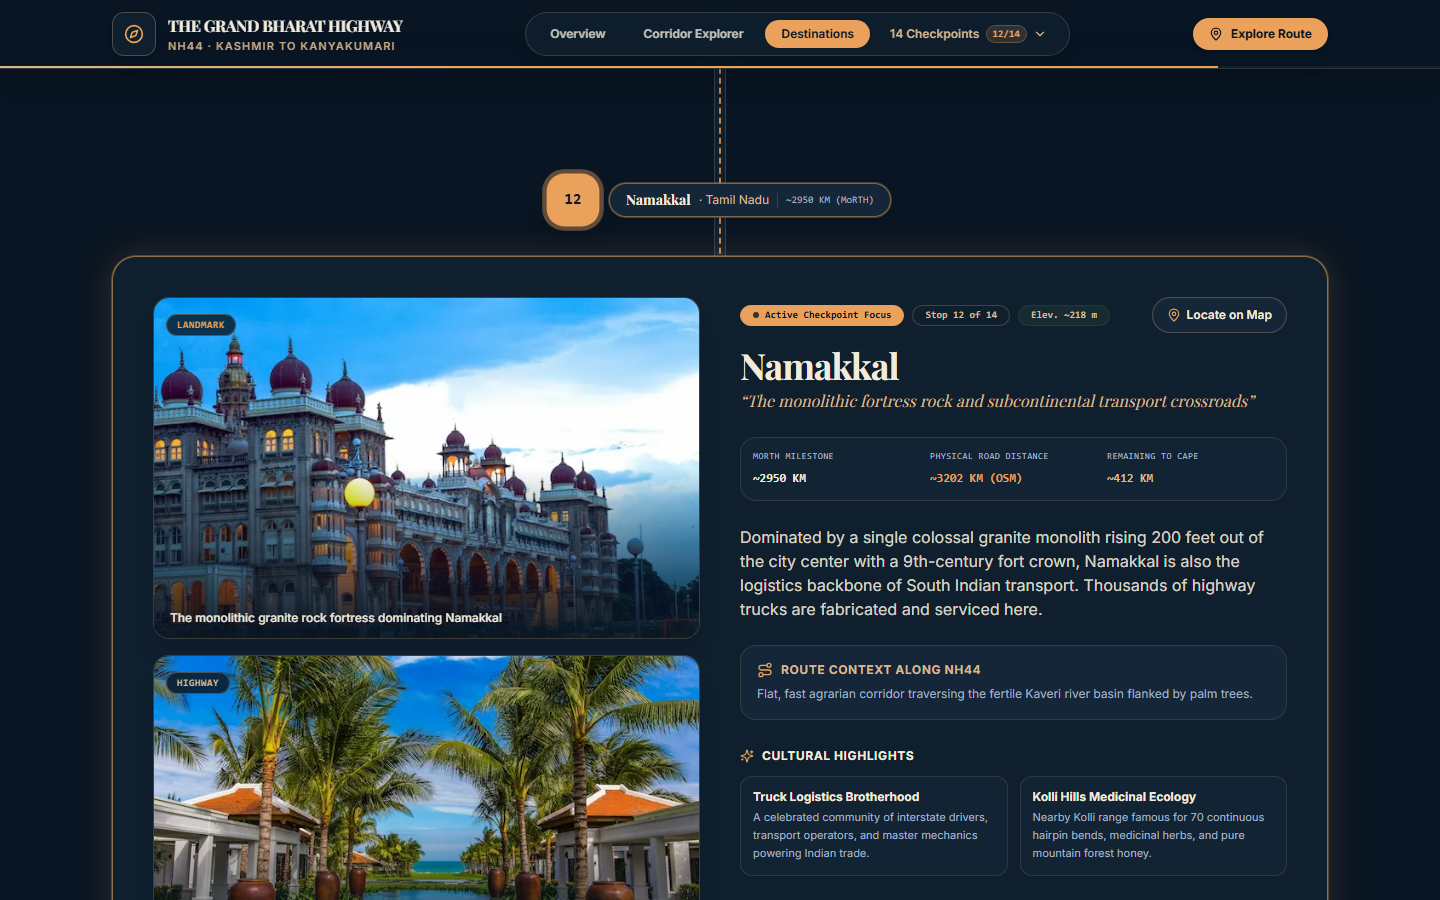 THE GRAND BHARAT HIGHWAY
NH44 · KASHMIR TO KANYAKUMARI
Overview
Corridor Explorer
Destinations
14 Checkpoints 12/14
Explore Route
12
Namakkal · Tamil Nadu ~2950 KM (MoRTH)
LANDMARK
The monolithic granite rock fortress dominating Namakkal
HIGHWAY
Active Checkpoint Focus
Stop 12 of 14
Elev. ~218 m
Locate on Map
Namakkal
“The monolithic fortress rock and subcontinental transport crossroads”
MORTH MILESTONE
~2950 KM
PHYSICAL ROAD DISTANCE
~3202 KM (OSM)
REMAINING TO CAPE
~412 KM
Dominated by a single colossal granite monolith rising 200 feet out of
the city center with a 9th-century fort crown, Namakkal is also the
logistics backbone of South Indian transport. Thousands of highway
trucks are fabricated and serviced here.
ROUTE CONTEXT ALONG NH44
Flat, fast agrarian corridor traversing the fertile Kaveri river basin flanked by palm trees.
CULTURAL HIGHLIGHTS
Truck Logistics Brotherhood
A celebrated community of interstate drivers,
transport operators, and master mechanics
powering Indian trade.
Kolli Hills Medicinal Ecology
Nearby Kolli range famous for 70 continuous
hairpin bends, medicinal herbs, and pure
mountain forest honey.